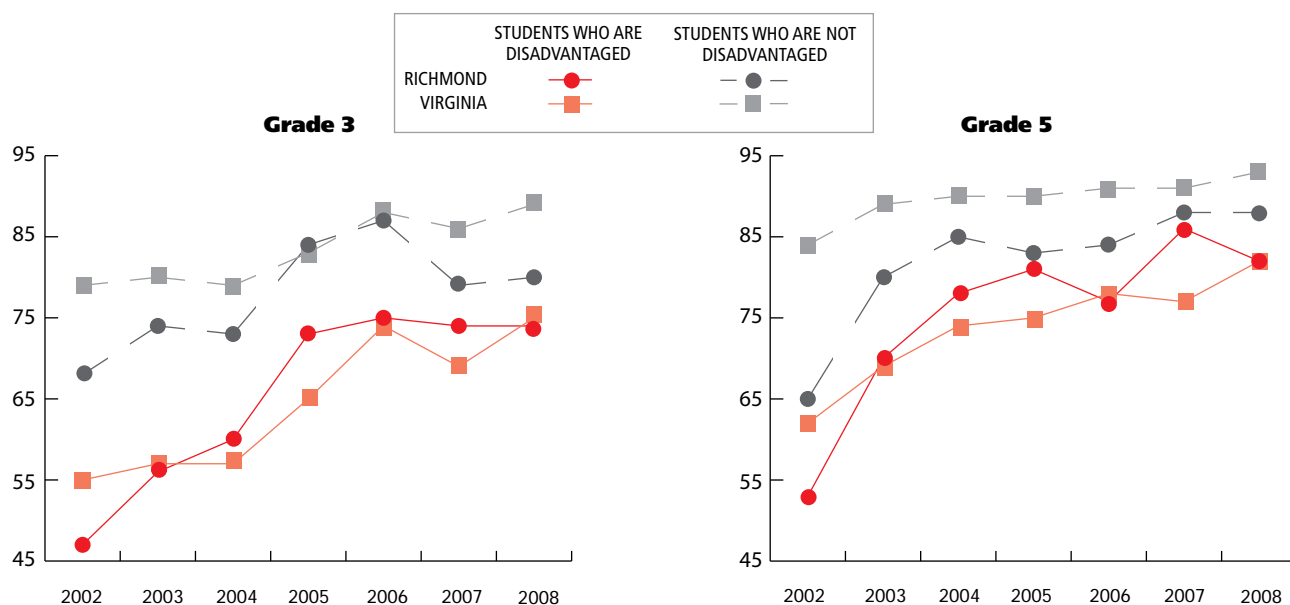 STUDENTS WHO ARE DISADVANTAGED
STUDENTS WHO ARE NOT DISADVANTAGED
RICHMOND
VIRGINIA
Grade 3
95
85
75
65
55
45
2002 2003 2004 2005 2006 2007 2008
Grade 5
95
85
75
65
55
45
2002 2003 2004 2005 2006 2007 2008